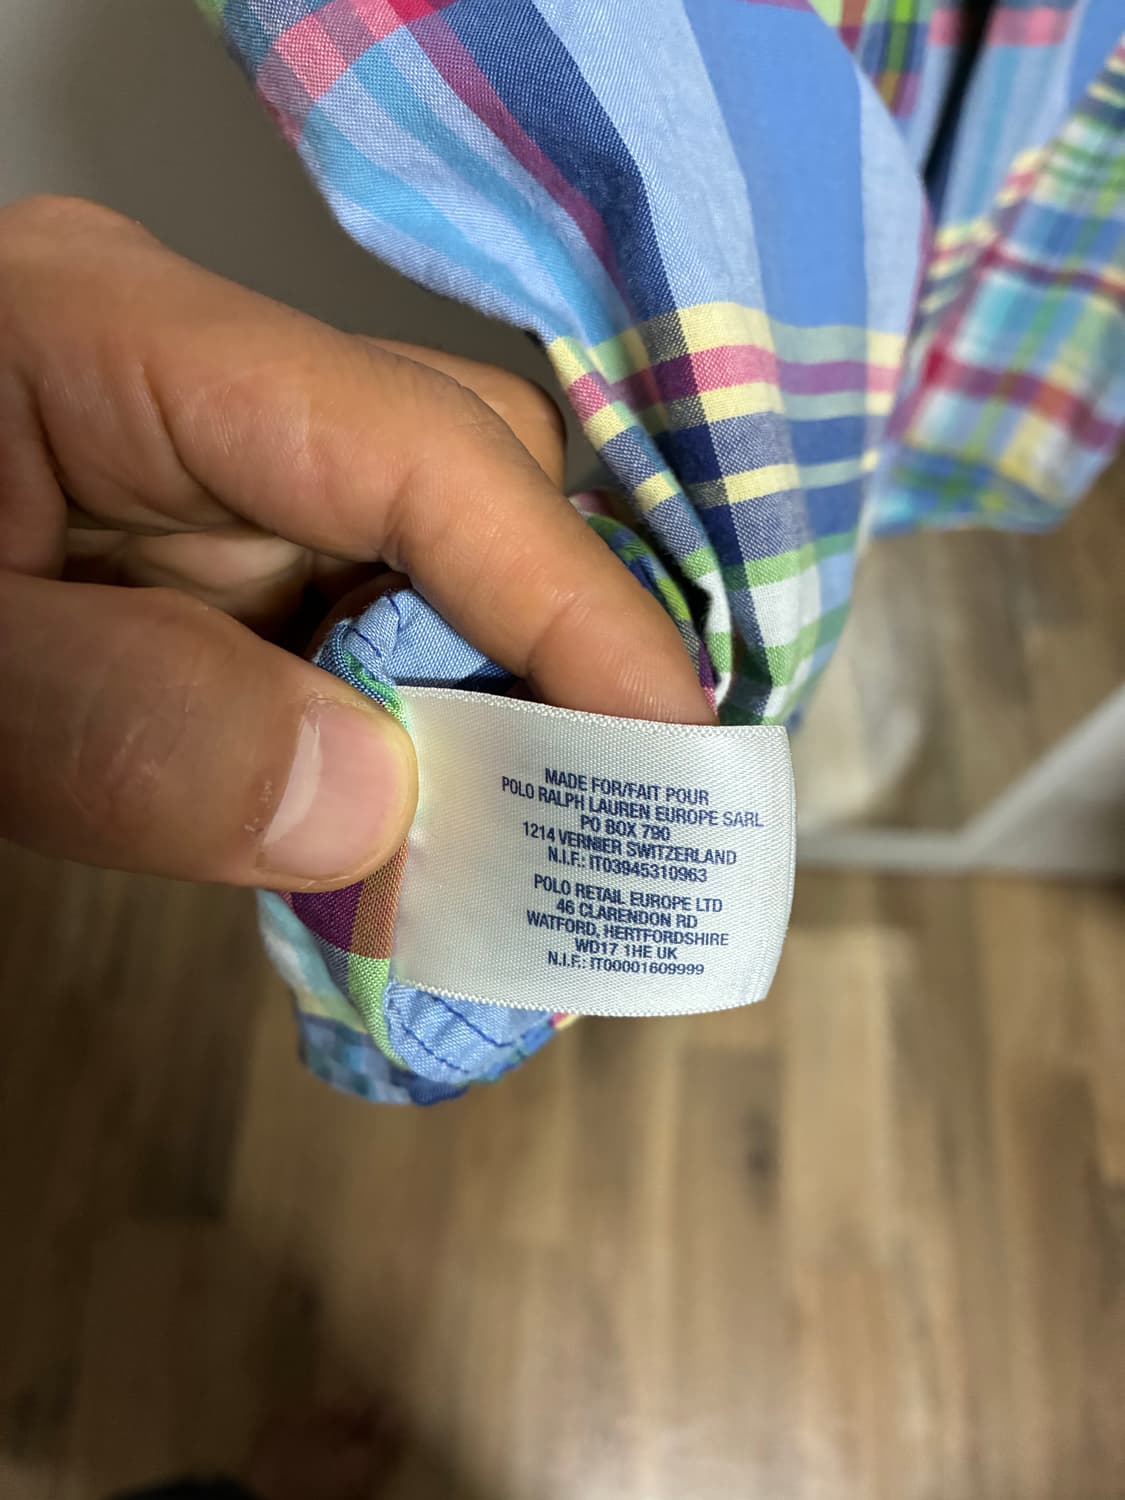 MADE FOR/FAIT POUR
POLO RALPH LAUREN EUROPE SARL
PO BOX 790
1214 VERNIER SWITZERLAND
N.I.F.: IT03945310963
POLO RETAIL EUROPE LTD
46 CLARENDON RD
WATFORD, HERTFORDSHIRE
WD17 1HE UK
N.I.F.: IT00001609999